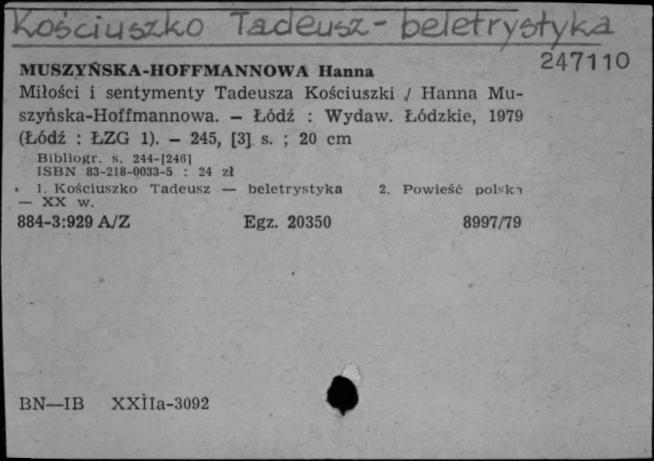 Kościuszko Tadeusz - beletrystyka
247110
MUSZYŃSKA-HOFFMANNOWA Hanna
Miłości i sentymenty Tadeusza Kościuszki / Hanna Mu-
szyńska-Hoffmannowa. — Łódź : Wydaw. Łódzkie, 1979
(Łódź : ŁZG 1). — 245, [3] s. ; 20 cm
Bibliogr. s. 244-[246]
ISBN 83-218-0033-5 : 24 zł
1. Kościuszko Tadeusz — beletrystyka 2. Powieść polska
— XX w.
884-3:929 A/Z Egz. 20350 8997/79
BN—IB XXIIa-3092